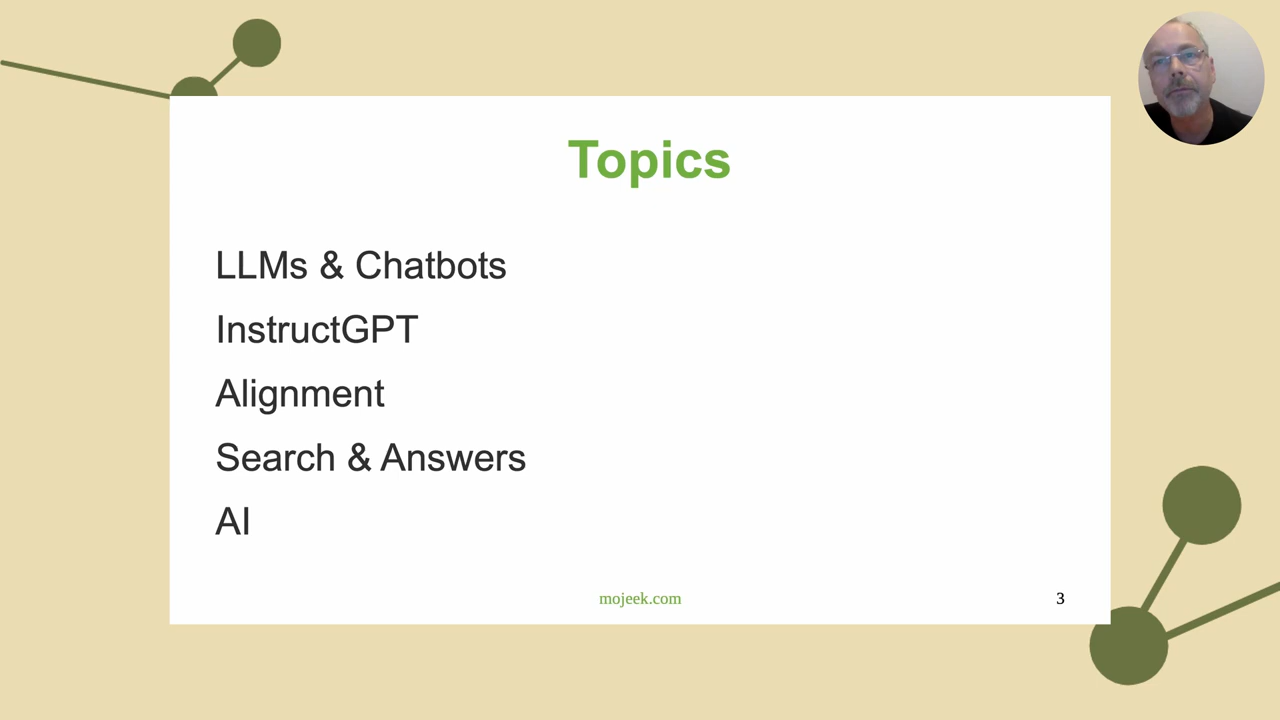 Topics
LLMs & Chatbots
InstructGPT
Alignment
Search & Answers
AI
mojeek.com
3